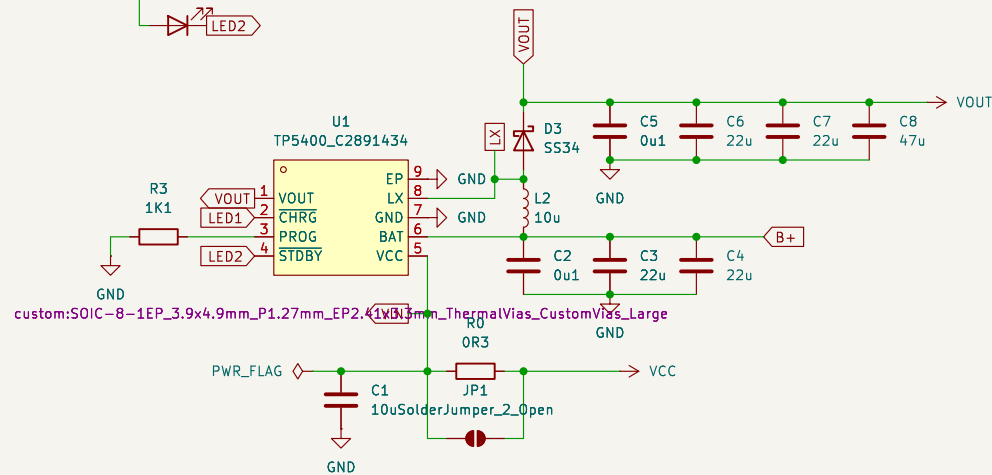 LED2
VOUT
VOUT
U1
TP5400_C2891434
LX
D3
SS34
C5
0u1
C6
22u
C7
22u
C8
47u
GND
R3
1K1
VOUT
1
VOUT
LED1
2
CHRG
3
PROG
LED2
4
STDBY
EP
9
GND
LX
8
GND
7
GND
BAT
6
VCC
5
L2
10u
B+
C2
0u1
C3
22u
C4
22u
GND
GND
custom:SOIC-8-1EP_3.9x4.9mm_P1.27mm_EP2.41x3.3mm_ThermalVias_CustomVias_Large
VIN
R0
0R3
PWR_FLAG
VCC
C1
10u
JP1
SolderJumper_2_Open
GND